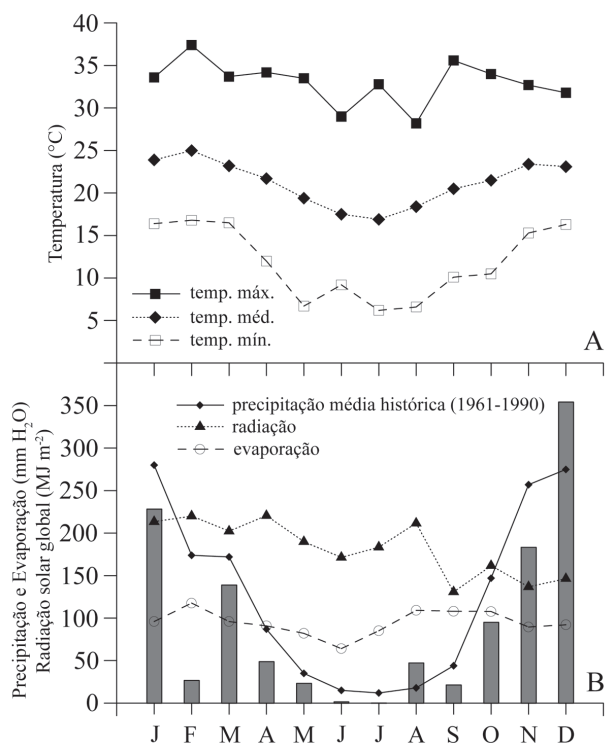 40
35
30
25
20
15
10
5
Temperatura (°C)
temp. máx.
temp. méd.
temp. mín.
A
350
300
250
200
150
100
50
0
Precipitação e Evaporação (mm H₂O)
Radiação solar global (MJ m⁻²)
precipitação média histórica (1961-1990)
radiação
evaporação
B
J F M A M J J A S O N D